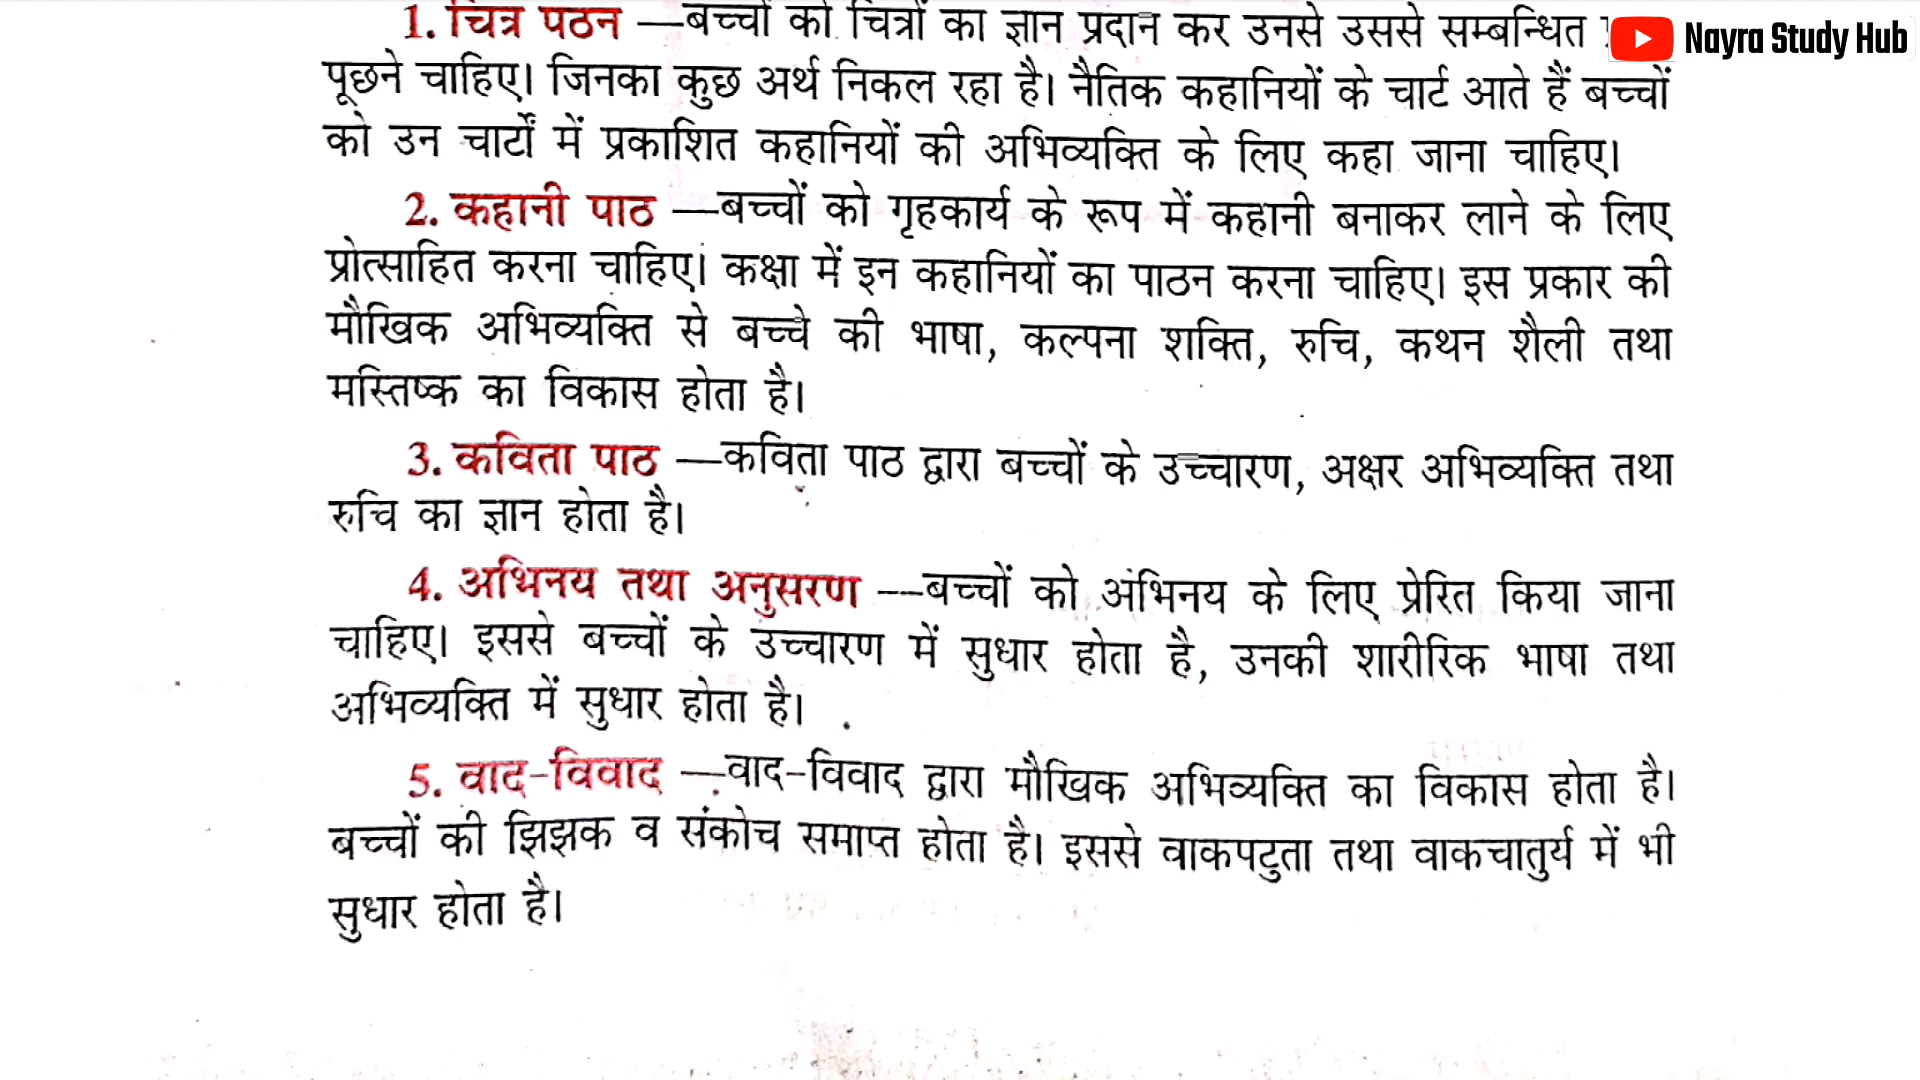 1. चित्र पठन —बच्चों को चित्रों का ज्ञान प्रदान कर उनसे उससे सम्बन्धित
Nayra Study Hub
पूछने चाहिए। जिनका कुछ अर्थ निकल रहा है। नैतिक कहानियों के चार्ट आते हैं बच्चों
को उन चार्टों में प्रकाशित कहानियों की अभिव्यक्ति के लिए कहा जाना चाहिए।
2. कहानी पाठ —बच्चों को गृहकार्य के रूप में कहानी बनाकर लाने के लिए
प्रोत्साहित करना चाहिए। कक्षा में इन कहानियों का पाठन करना चाहिए। इस प्रकार की
मौखिक अभिव्यक्ति से बच्चे की भाषा, कल्पना शक्ति, रुचि, कथन शैली तथा
मस्तिष्क का विकास होता है।
3. कविता पाठ —कविता पाठ द्वारा बच्चों के उच्चारण, अक्षर अभिव्यक्ति तथा
रुचि का ज्ञान होता है।
4. अभिनय तथा अनुसरण —बच्चों को अभिनय के लिए प्रेरित किया जाना
चाहिए। इससे बच्चों के उच्चारण में सुधार होता है, उनकी शारीरिक भाषा तथा
अभिव्यक्ति में सुधार होता है।
5. वाद-विवाद —वाद-विवाद द्वारा मौखिक अभिव्यक्ति का विकास होता है।
बच्चों की झिझक व संकोच समाप्त होता है। इससे वाकपटुता तथा वाकचातुर्य में भी
सुधार होता है।